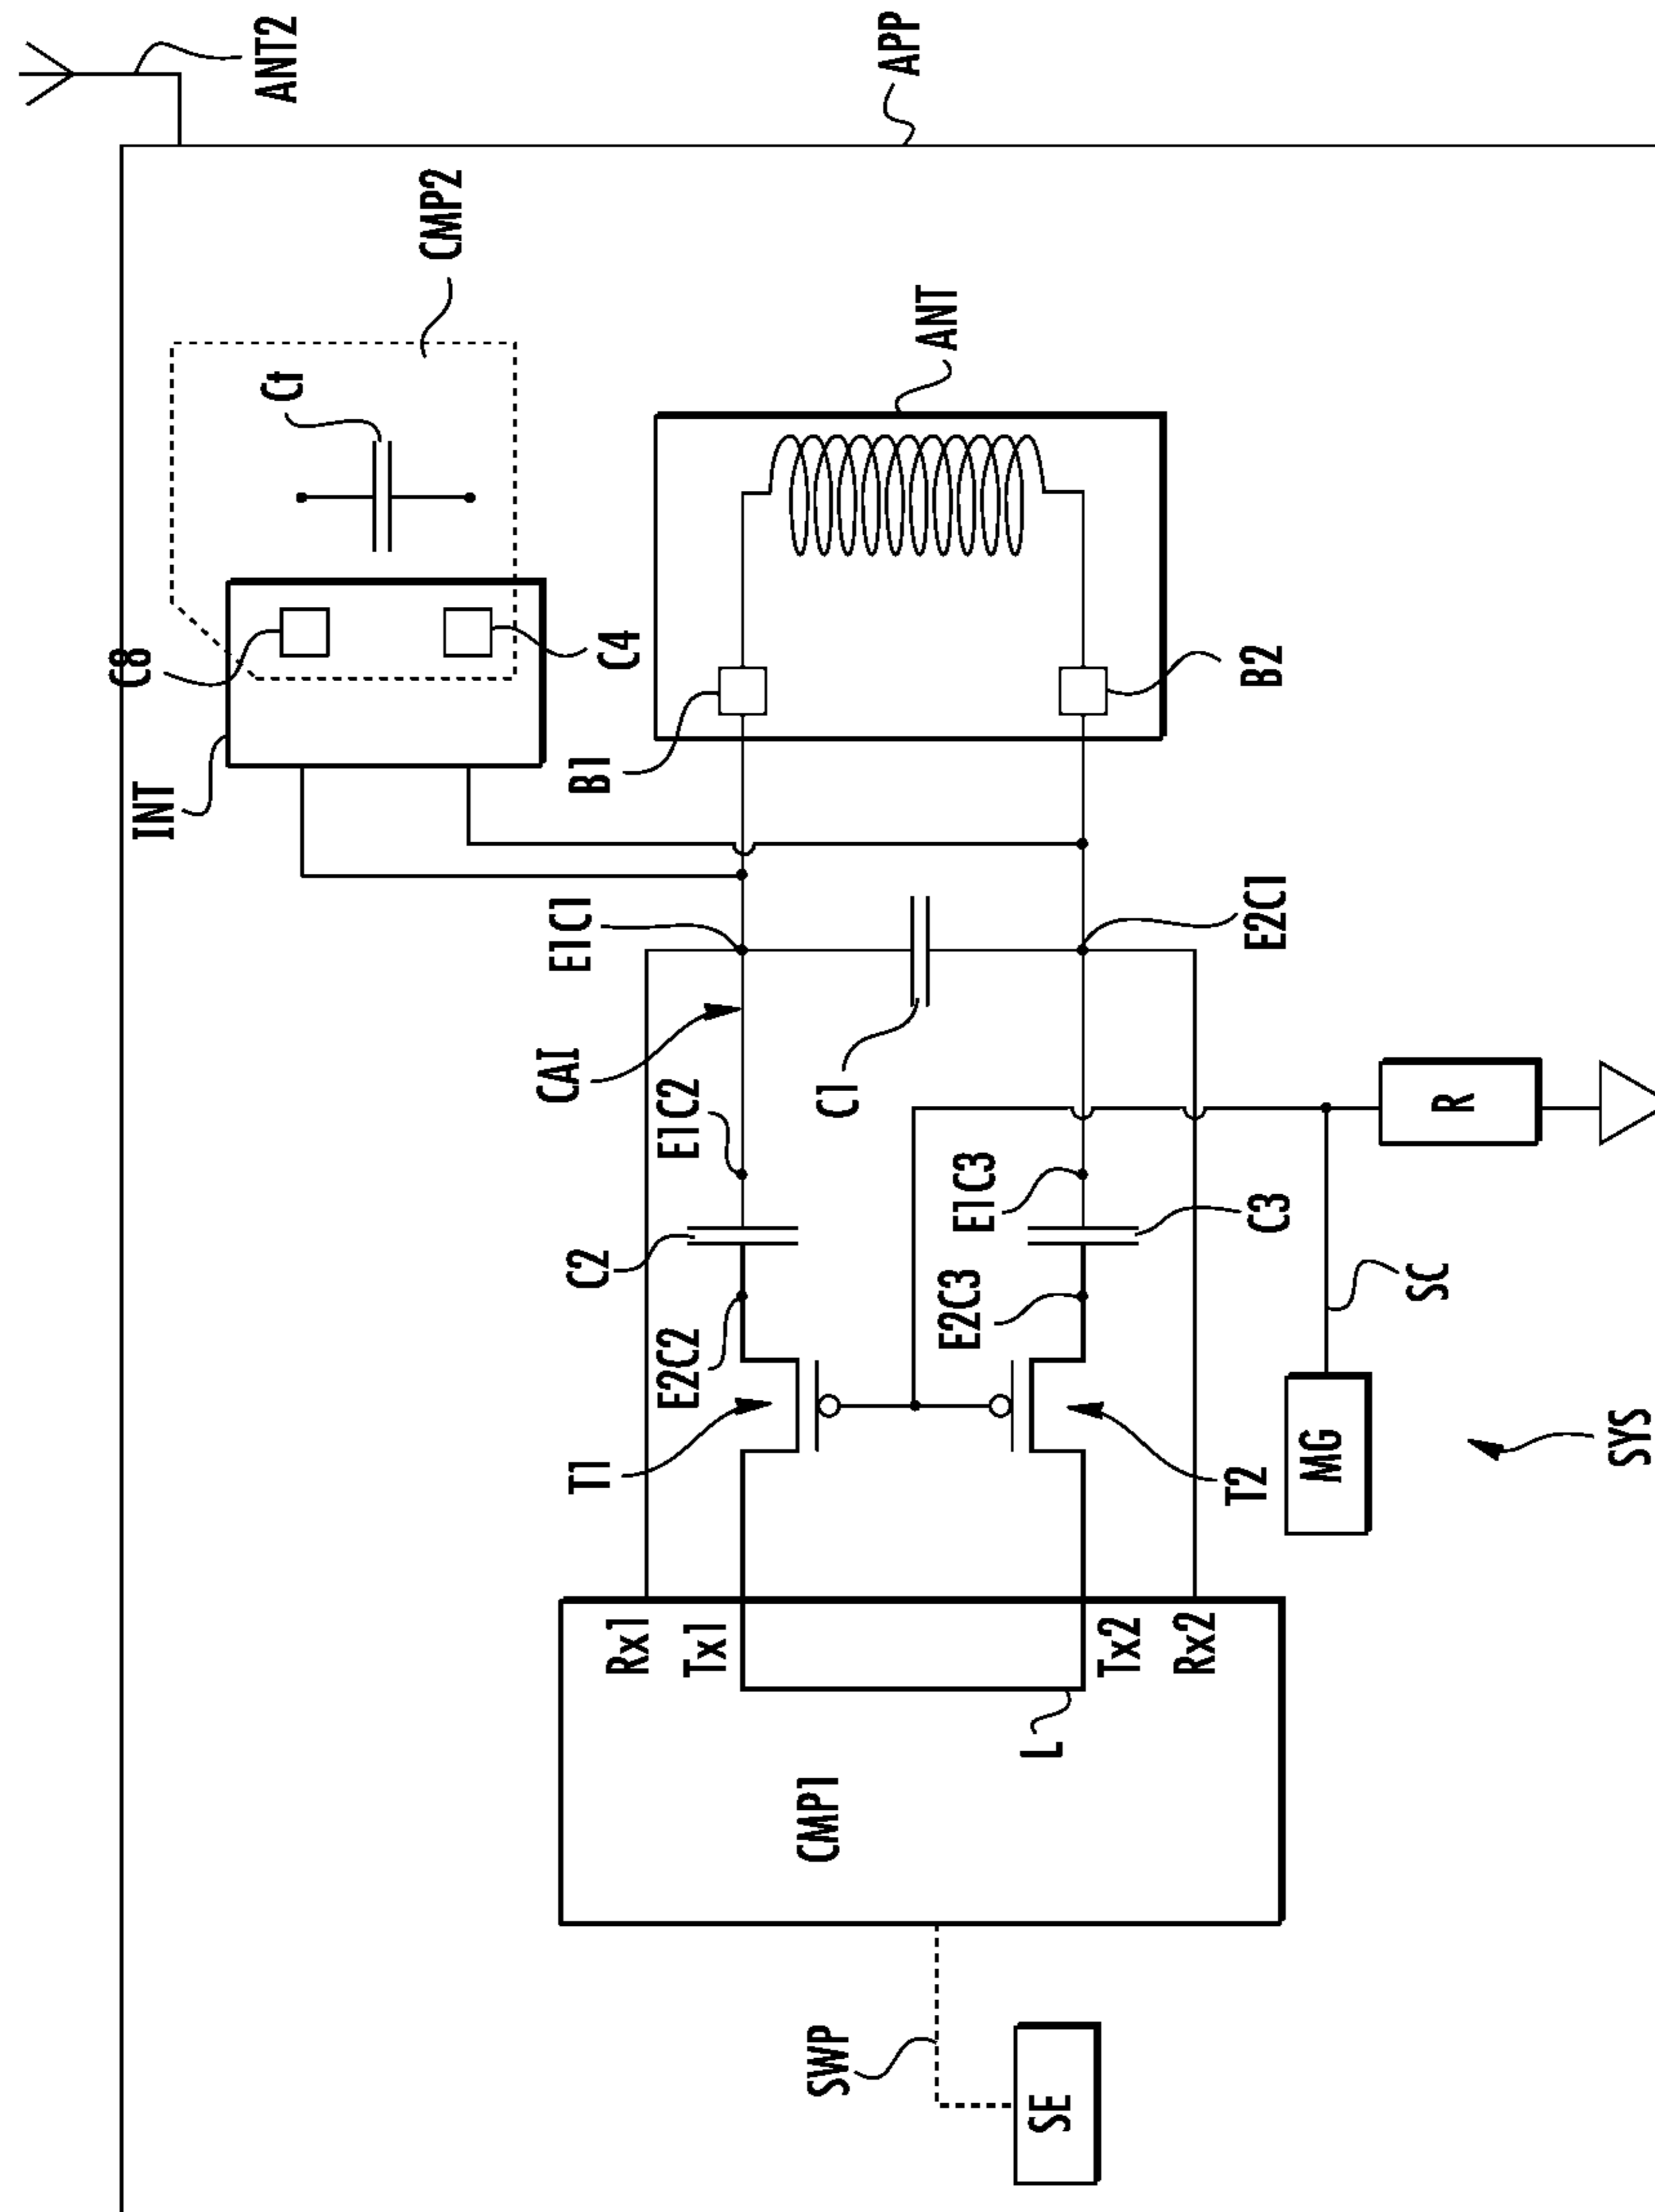 ANT2
APP
CMP2
Ct
ANT
C8
C4
B2
INT
B1
E1C1
E2C1
CAI
C1
E1C2
R
E1C3
C3
C2
SC
E2C3
E2C2
T1
T2
MG
SYS
Rx1
Tx1
Tx2
Rx2
L
CMP1
SWP
SE